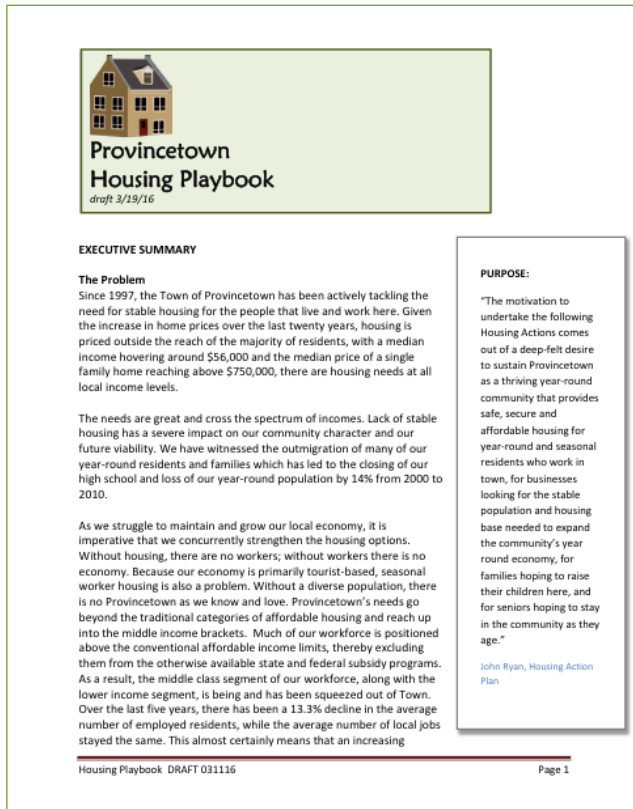 Provincetown
Housing Playbook
draft 3/19/16
EXECUTIVE SUMMARY
The Problem
Since 1997, the Town of Provincetown has been actively tackling the
need for stable housing for the people that live and work here. Given
the increase in home prices over the last twenty years, housing is
priced outside the reach of the majority of residents, with a median
income hovering around $56,000 and the median price of a single
family home reaching above $750,000, there are housing needs at all
local income levels.
The needs are great and cross the spectrum of incomes. Lack of stable
housing has a severe impact on our community character and our
future viability. We have witnessed the outmigration of many of our
year-round residents and families which has led to the closing of our
high school and loss of our year-round population by 14% from 2000 to
2010.
As we struggle to maintain and grow our local economy, it is
imperative that we concurrently strengthen the housing options.
Without housing, there are no workers; without workers there is no
economy. Because our economy is primarily tourist-based, seasonal
worker housing is also a problem. Without a diverse population, there
is no Provincetown as we know and love. Provincetown's needs go
beyond the traditional categories of affordable housing and reach up
into the middle income brackets.  Much of our workforce is positioned
above the conventional affordable income limits, thereby excluding
them from the otherwise available state and federal subsidy programs.
As a result, the middle class segment of our workforce, along with the
lower income segment, is being and has been squeezed out of Town.
Over the last five years, there has been a 13.3% decline in the average
number of employed residents, while the average number of local jobs
stayed the same. This almost certainly means that an increasing
PURPOSE:
"The motivation to
undertake the following
Housing Actions comes
out of a deep-felt desire
to sustain Provincetown
as a thriving year-round
community that provides
safe, secure and
affordable housing for
year-round and seasonal
residents who work in
town, for businesses
looking for the stable
population and housing
base needed to expand
the community's year
round economy, for
families hoping to raise
their children here, and
for seniors hoping to stay
in the community as they
age."
John Ryan, Housing Action
Plan
Housing Playbook  DRAFT 031116
Page 1